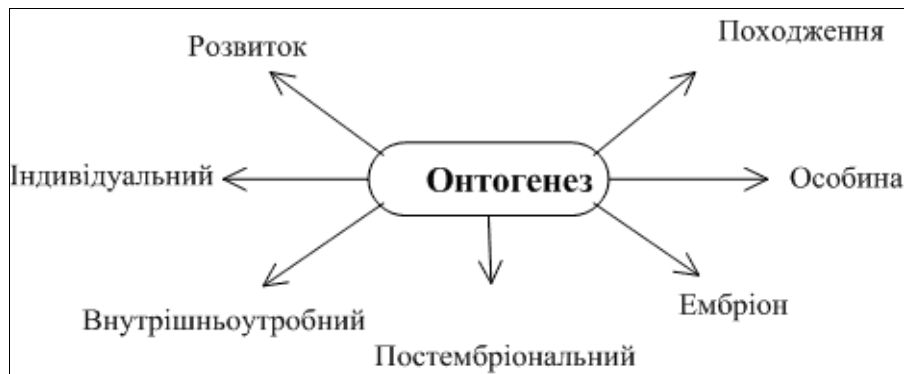 Розвиток
Походження
Індивідуальний
Онтогенез
Особина
Внутрішньоутробний
Ембріон
Постембріональний